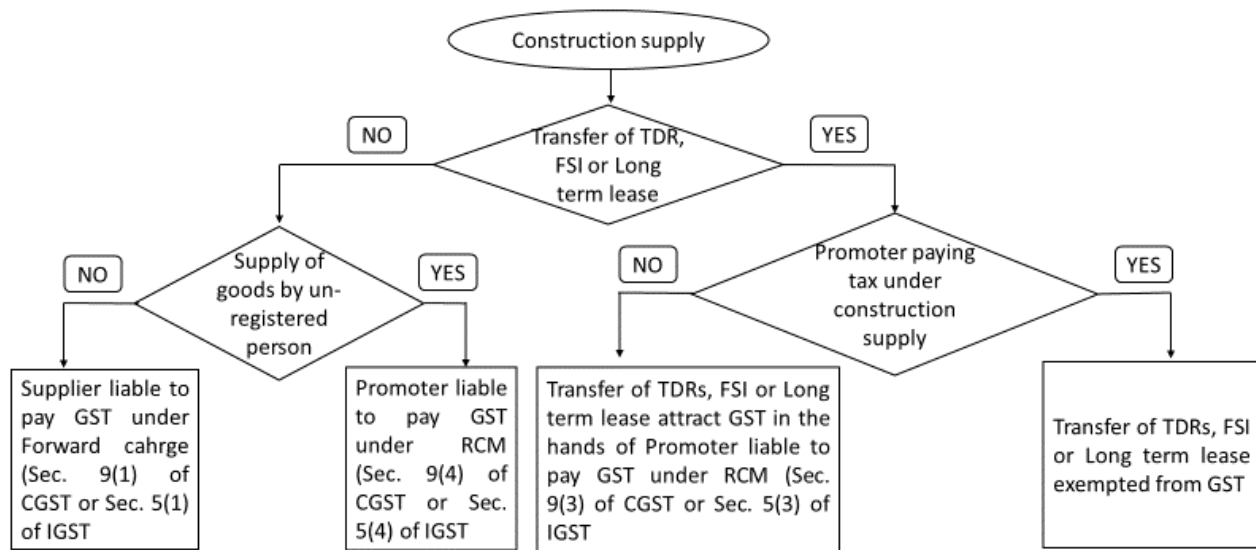 Construction supply
NO
Transfer of TDR,
FSI or Long
term lease
YES
NO
Supply of
goods by un-
registered
person
YES
NO
Promoter paying
tax under
construction
supply
YES
Supplier liable to
pay GST under
Forward cahrge
(Sec. 9(1) of
CGST or Sec. 5(1)
of IGST
Promoter liable
to pay GST
under RCM
(Sec. 9(4) of
CGST or Sec.
5(4) of IGST
Transfer of TDRs, FSI or Long
term lease attract GST in the
hands of Promoter liable to
pay GST under RCM (Sec.
9(3) of CGST or Sec. 5(3) of
IGST
Transfer of TDRs, FSI
or Long term lease
exempted from GST